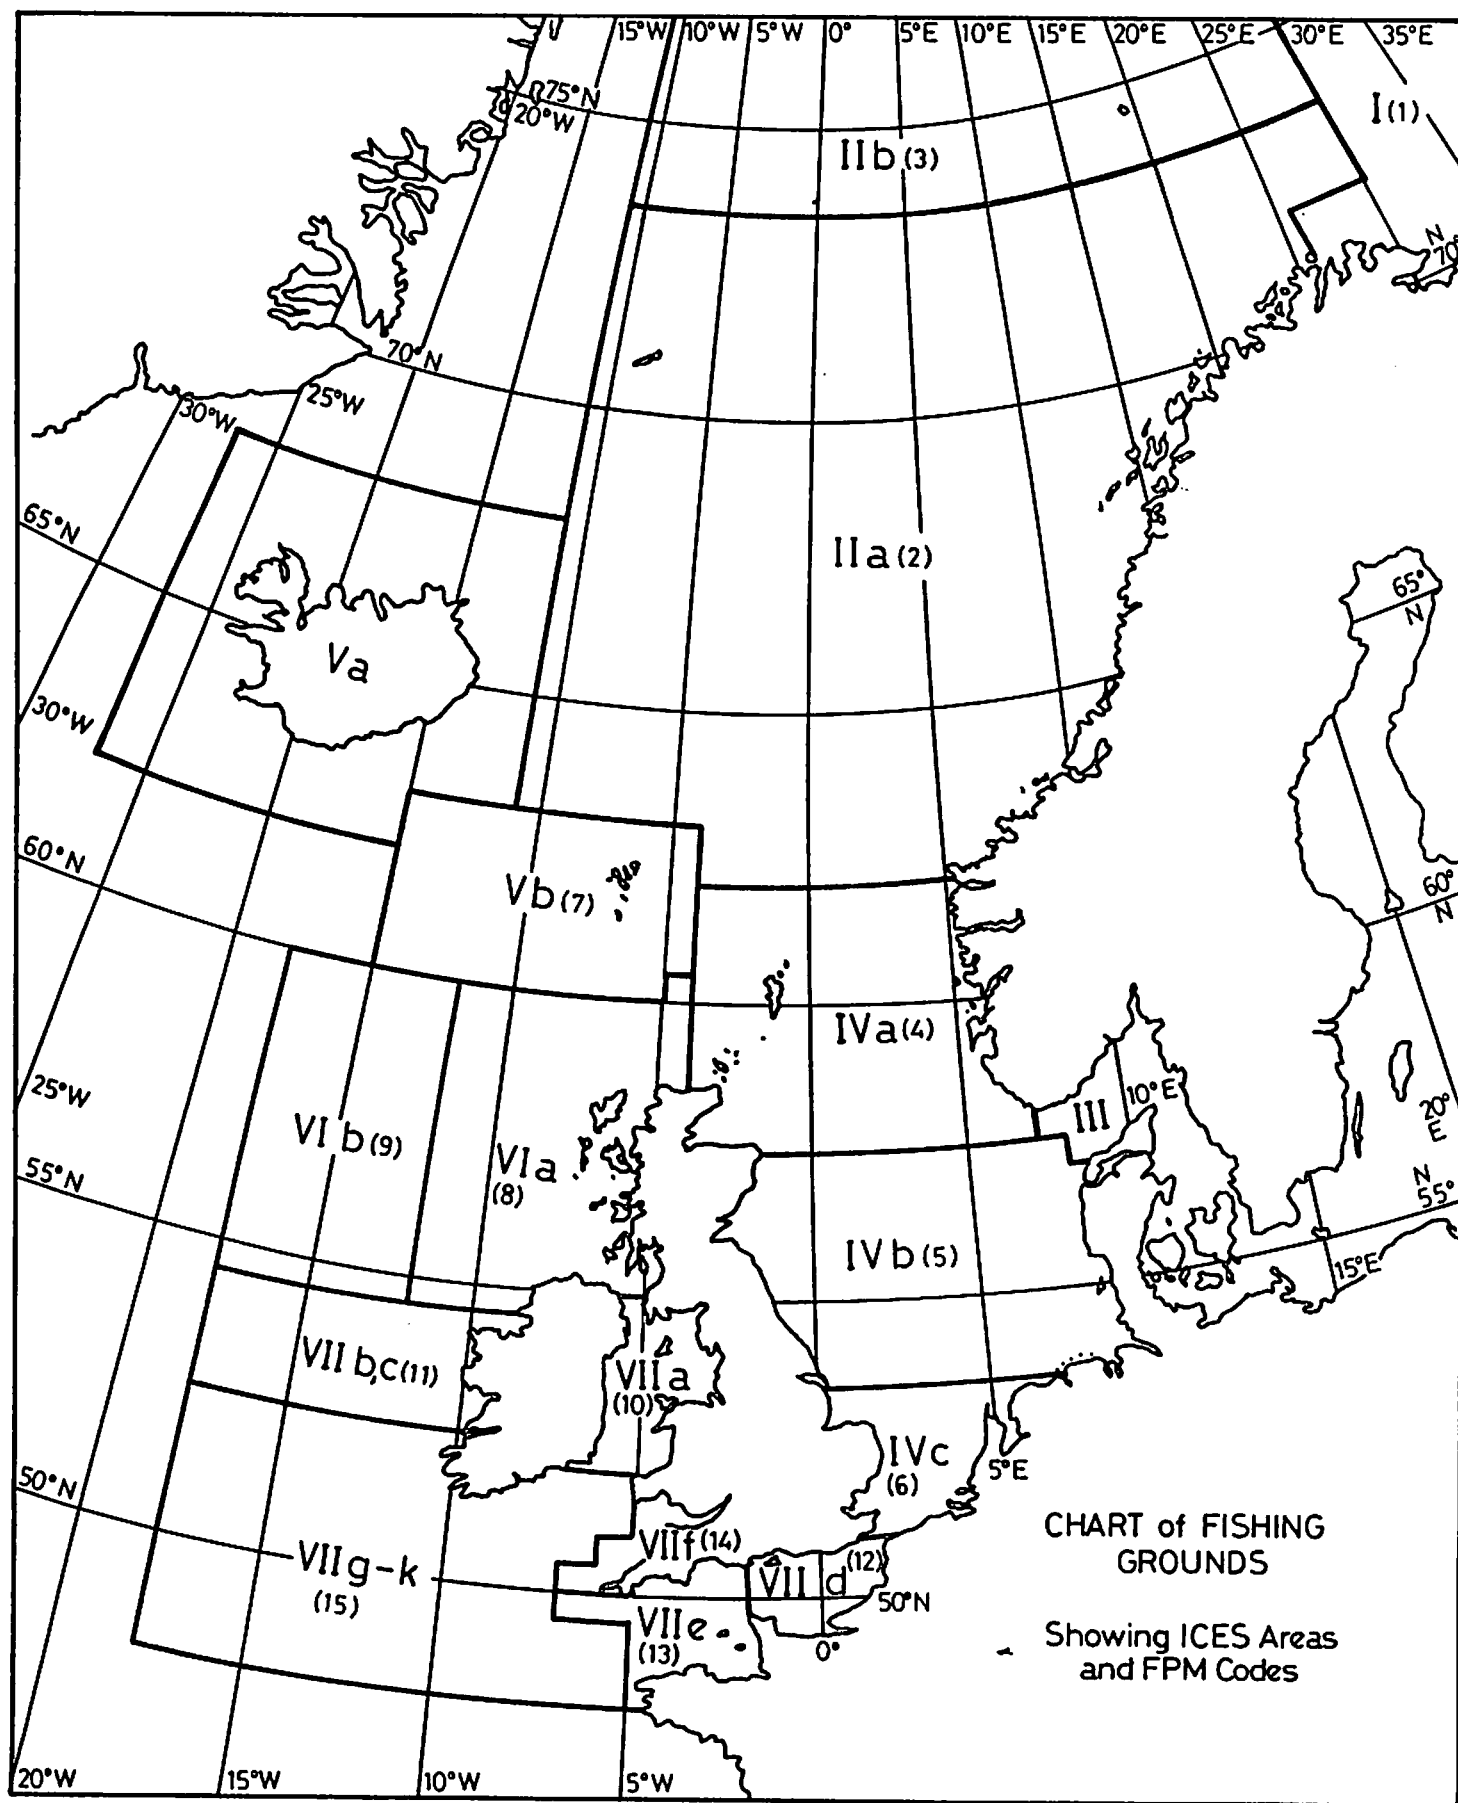 15°W 10°W 5°W 0° 5°E 10°E 15°E 20°E 25°E 30°E 35°E
75°N
20°W
I (1)
IIb (3)
N
70°
70°N
25°W
30°W
65°N
IIa (2)
65°
N
Va
30°W
60°N
Vb (7)
60°
N
IVa (4)
25°W
10°E
III
20°
E
VI b (9)
VIa
(8)
55°N
N
55°
IVb (5)
15°E
VII b,c (11)
VIIa
(10)
IVc
(6)
5°E
50°N
CHART of FISHING
GROUNDS
VIIf (14)
(12)
VII d
VIIg-k
(15)
50°N
VIIe
(13)
0°
Showing ICES Areas
and FPM Codes
20°W 15°W 10°W 5°W